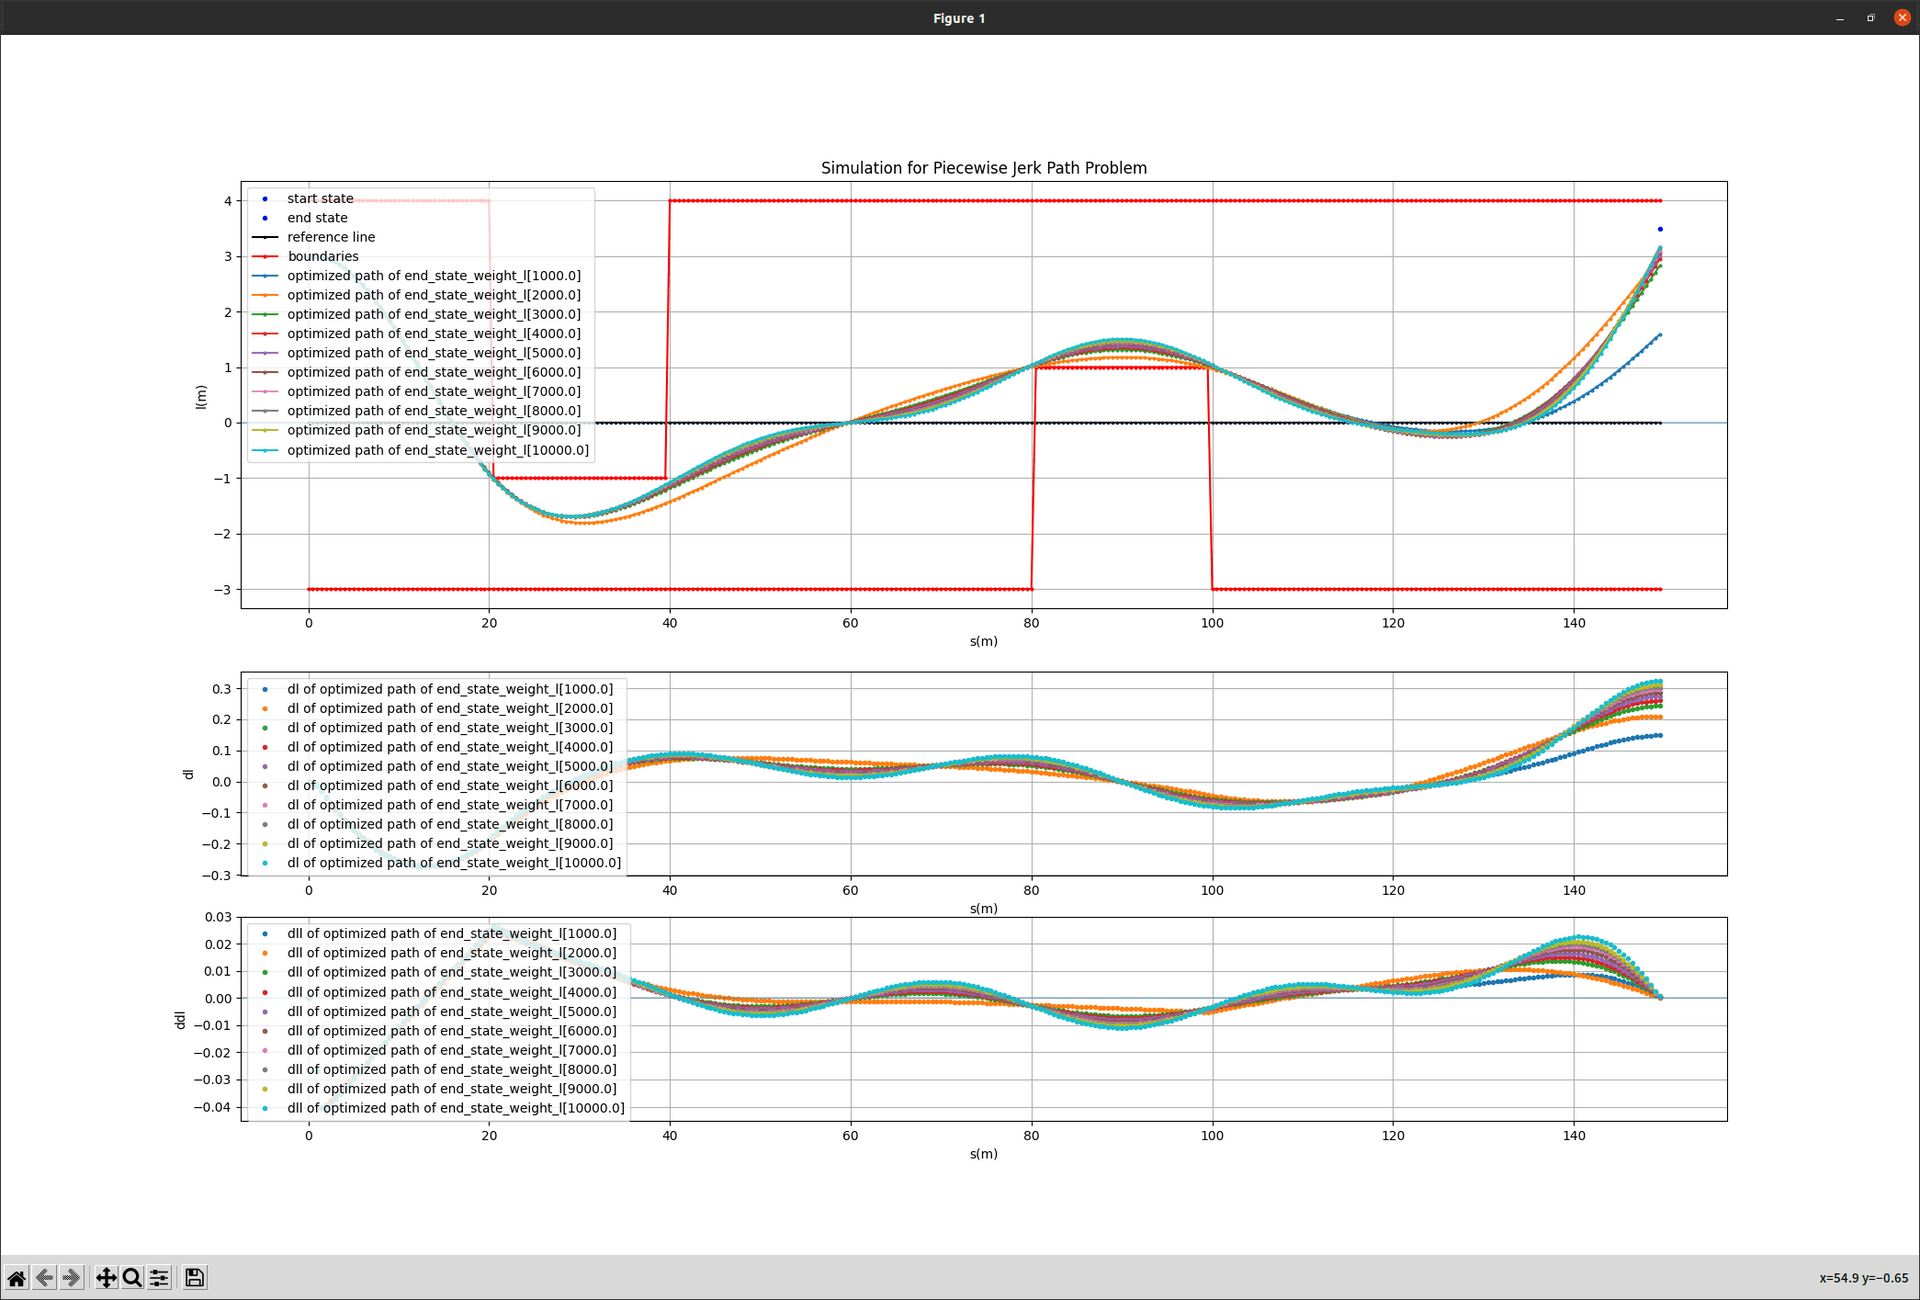 Figure 1
Simulation for Piecewise Jerk Path Problem
start state
end state
reference line
boundaries
optimized path of end_state_weight_l[1000.0]
optimized path of end_state_weight_l[2000.0]
optimized path of end_state_weight_l[3000.0]
optimized path of end_state_weight_l[4000.0]
optimized path of end_state_weight_l[5000.0]
optimized path of end_state_weight_l[6000.0]
optimized path of end_state_weight_l[7000.0]
optimized path of end_state_weight_l[8000.0]
optimized path of end_state_weight_l[9000.0]
optimized path of end_state_weight_l[10000.0]
4
3
2
1
0
−1
−2
−3
l(m)
0 20 40 60 80 100 120 140
s(m)
dl of optimized path of end_state_weight_l[1000.0]
dl of optimized path of end_state_weight_l[2000.0]
dl of optimized path of end_state_weight_l[3000.0]
dl of optimized path of end_state_weight_l[4000.0]
dl of optimized path of end_state_weight_l[5000.0]
dl of optimized path of end_state_weight_l[6000.0]
dl of optimized path of end_state_weight_l[7000.0]
dl of optimized path of end_state_weight_l[8000.0]
dl of optimized path of end_state_weight_l[9000.0]
dl of optimized path of end_state_weight_l[10000.0]
0.3
0.2
0.1
0.0
−0.1
−0.2
−0.3
dl
0 20 40 60 80 100 120 140
s(m)
dll of optimized path of end_state_weight_l[1000.0]
dll of optimized path of end_state_weight_l[2000.0]
dll of optimized path of end_state_weight_l[3000.0]
dll of optimized path of end_state_weight_l[4000.0]
dll of optimized path of end_state_weight_l[5000.0]
dll of optimized path of end_state_weight_l[6000.0]
dll of optimized path of end_state_weight_l[7000.0]
dll of optimized path of end_state_weight_l[8000.0]
dll of optimized path of end_state_weight_l[9000.0]
dll of optimized path of end_state_weight_l[10000.0]
0.03
0.02
0.01
0.00
−0.01
−0.02
−0.03
−0.04
ddl
0 20 40 60 80 100 120 140
s(m)
x=54.9 y=−0.65